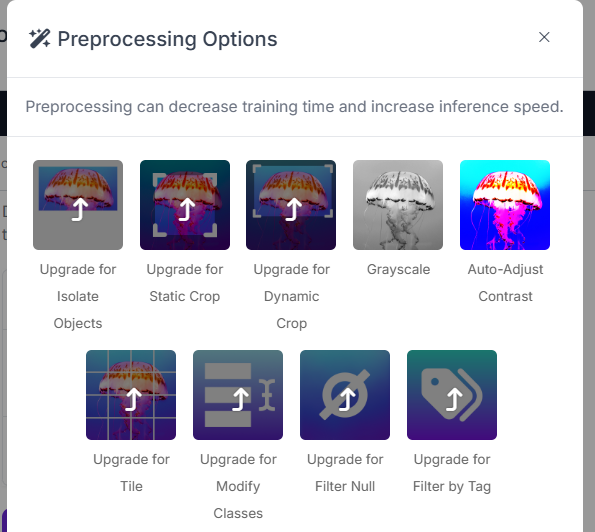 Preprocessing Options
Preprocessing can decrease training time and increase inference speed.
Upgrade for
Isolate
Objects
Upgrade for
Static Crop
Upgrade for
Dynamic
Crop
Grayscale
Auto-Adjust
Contrast
Upgrade for
Tile
Upgrade for
Modify
Classes
Upgrade for
Filter Null
Upgrade for
Filter by Tag